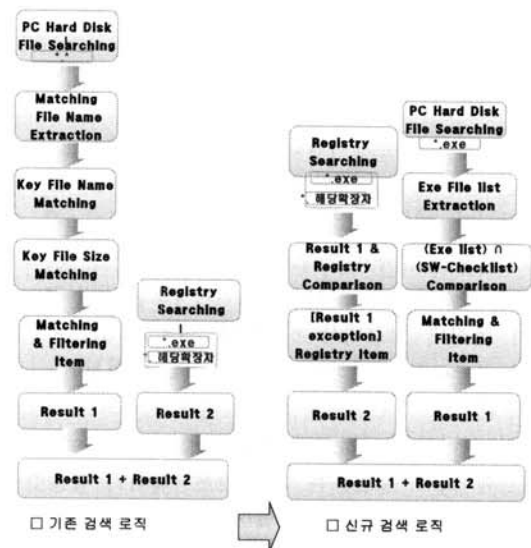 PC Hard Disk
File Searching
*.*
Matching
File Name
Extraction
Key File Name
Matching
Key File Size
Matching
Matching
& Filtering
Item
Result 1
Registry
Searching
*.exe
*.해당확장자
Result 2
Result 1 + Result 2
□ 기존 검색 로직
Registry
Searching
*.exe
*.해당확장자
Result 1 &
Registry
Comparison
[Result 1
exception]
Registry Item
Result 2
PC Hard Disk
File Searching
*.exe
Exe File list
Extraction
(Exe list) ∩
(SW-Checklist)
Comparison
Matching &
Filtering
Item
Result 1
Result 1 + Result 2
□ 신규 검색 로직